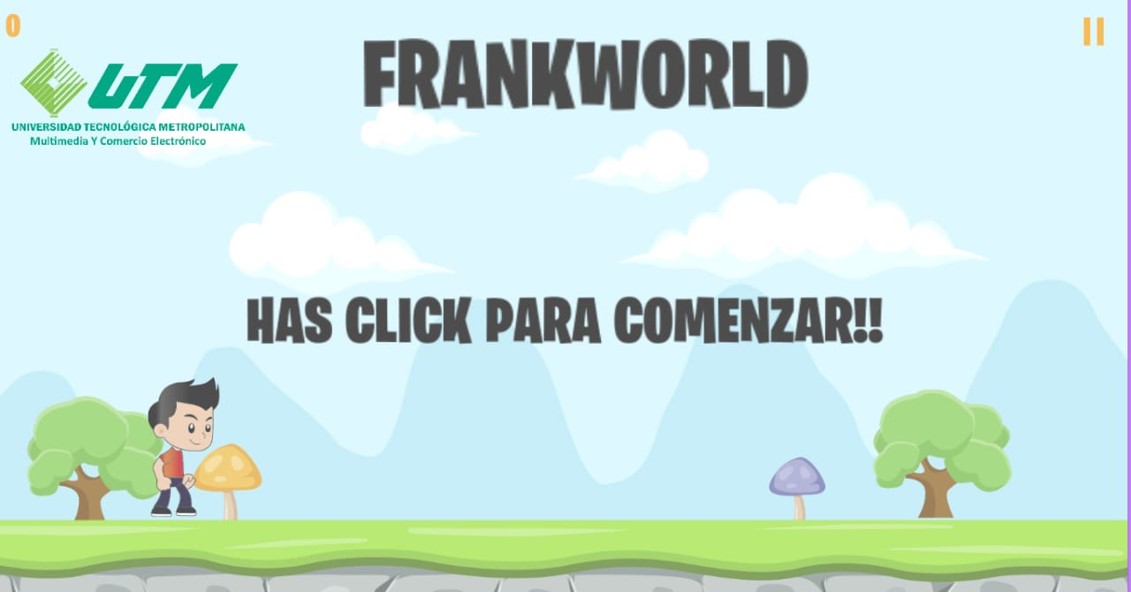 0
FRANKWORLD
UTM
UNIVERSIDAD TECNOLÓGICA METROPOLITANA
Multimedia Y Comercio Electrónico
HAS CLICK PARA COMENZAR!!